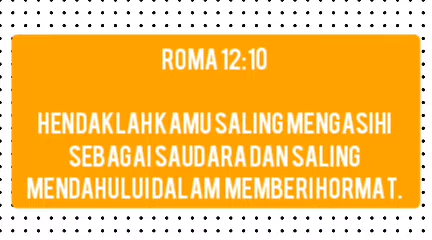 ROMA 12:10
HENDAKLAH KAMU SALING MENGASIHI
SEBAGAI SAUDARA DAN SALING
MENDAHULUI DALAM MEMBERI HORMAT.